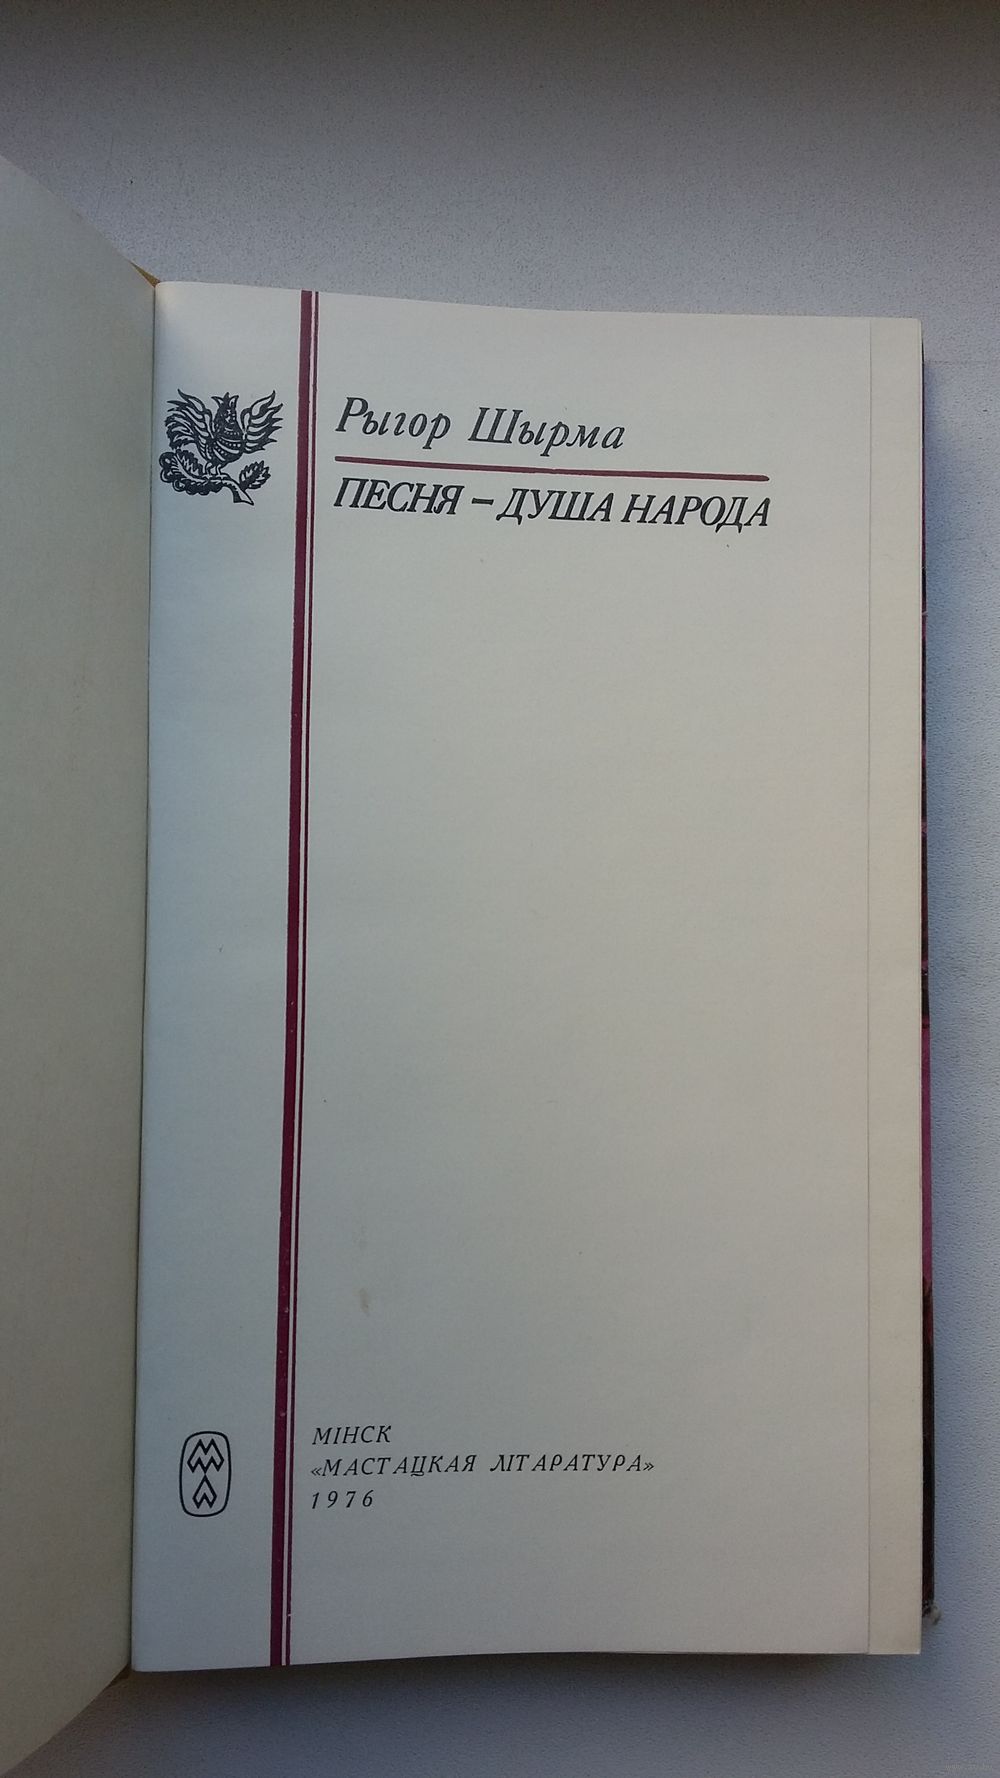 Рыгор Шырма
ПЕСНЯ – ДУША НАРОДА
МІНСК
«МАСТАЦКАЯ ЛІТАРАТУРА»
1976